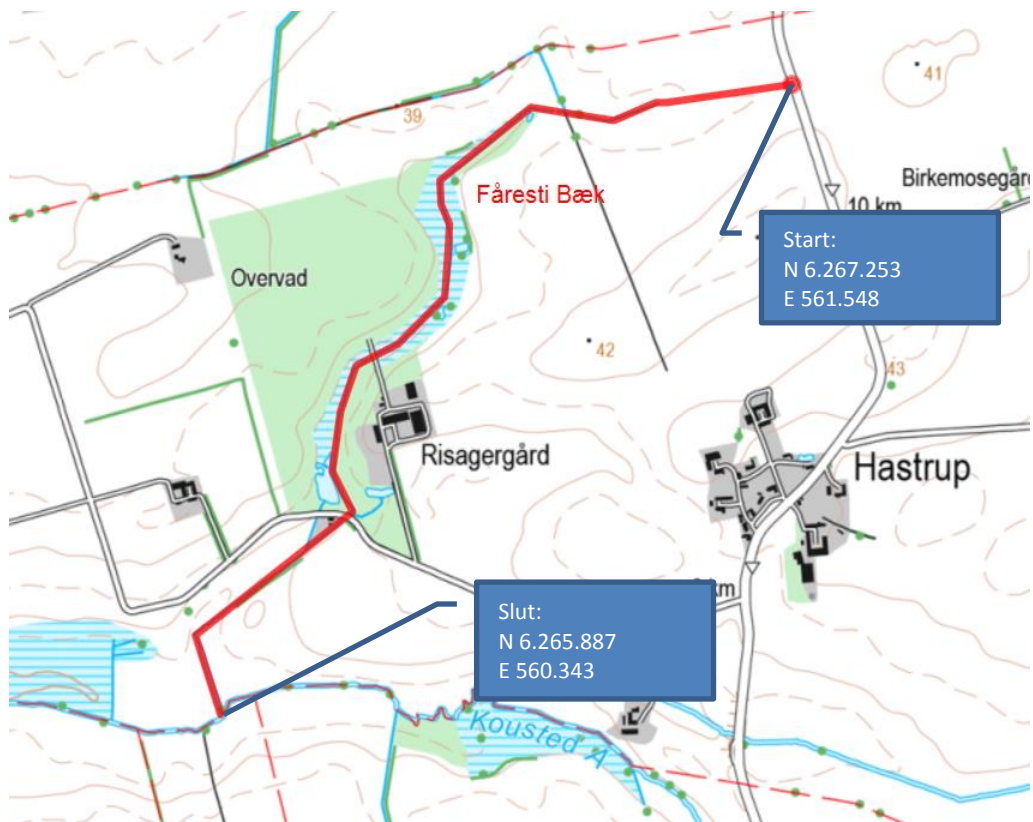 41
39
Fåresti Bæk
Birkemosegård
10 km
Start:
N 6.267.253
E 561.548
Overvad
42
43
Risagergård
Hastrup
km
Slut:
N 6.265.887
E 560.343
Kousted Å